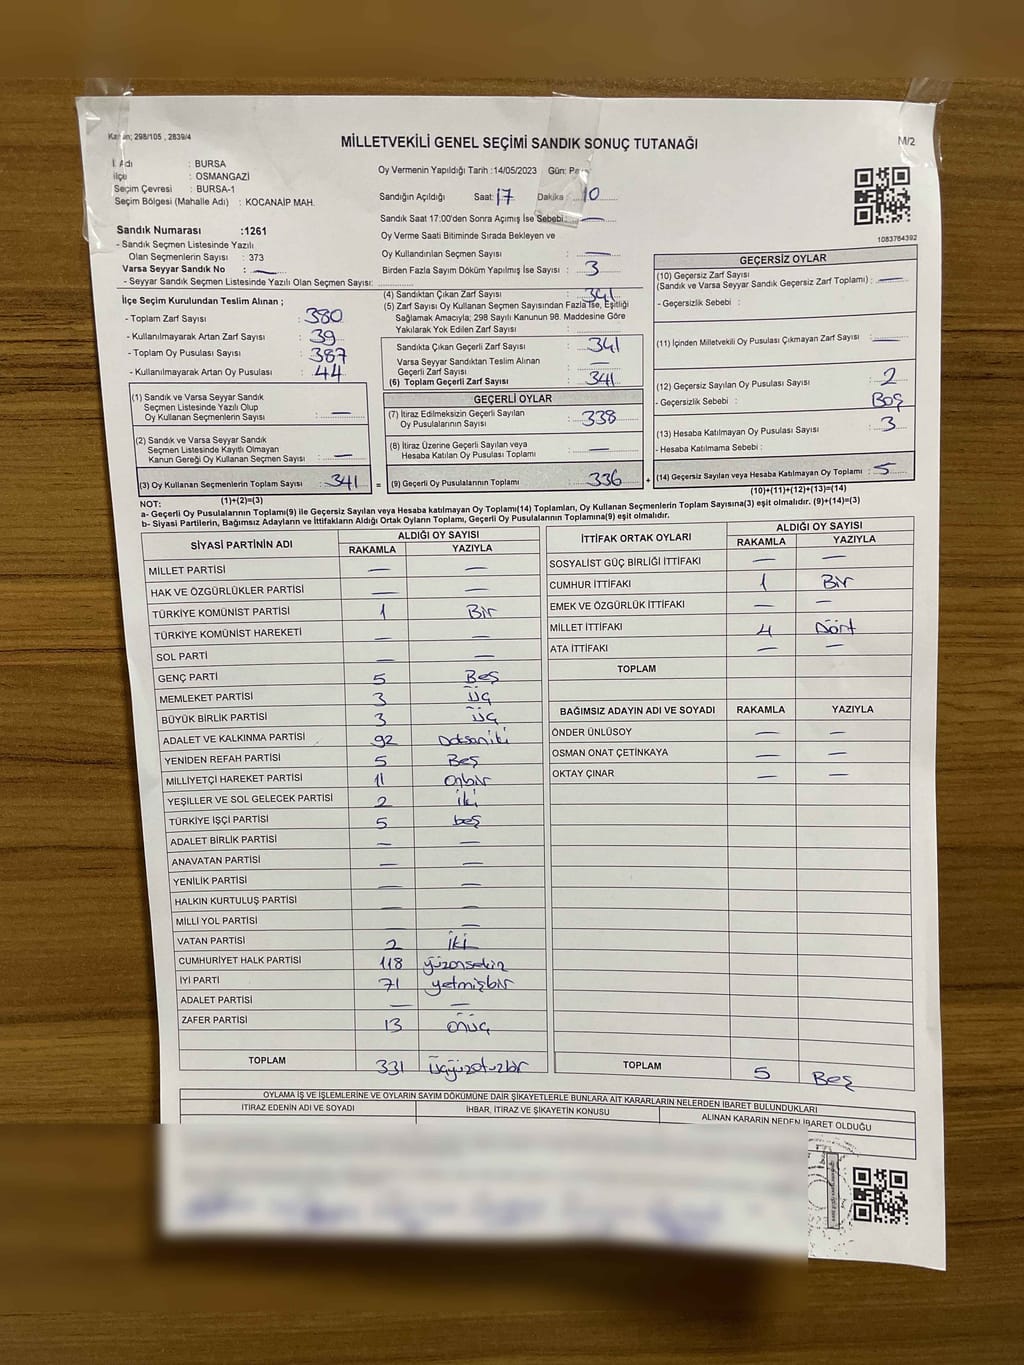 Kanun; 298/105 , 2839/4
MİLLETVEKİLİ GENEL SEÇİMİ SANDIK SONUÇ TUTANAĞI
M/2
İl Adı : BURSA
İlçe : OSMANGAZİ
Seçim Çevresi : BURSA-1
Seçim Bölgesi (Mahalle Adı) : KOCANAİP MAH.
Oy Vermenin Yapıldığı Tarih :14/05/2023 Gün:
Sandığın Açıldığı Saat: 17 Dakika: 10
Sandık Saat 17:00'den Sonra Açımış İse Sebebi: —
Oy Verme Saati Bitiminde Sırada Bekleyen ve
Oy Kullandırılan Seçmen Sayısı : —
Birden Fazla Sayım Döküm Yapılmış İse Sayısı : 3
1083764392
Sandık Numarası :1261
- Sandık Seçmen Listesinde Yazılı
Olan Seçmenlerin Sayısı : 373
Varsa Seyyar Sandık No : —
- Seyyar Sandık Seçmen Listesinde Yazılı Olan Seçmen Sayısı:
İlçe Seçim Kurulundan Teslim Alınan ;
- Toplam Zarf Sayısı : 380
- Kullanılmayarak Artan Zarf Sayısı : 39
- Toplam Oy Pusulası Sayısı : 387
- Kullanılmayarak Artan Oy Pusulası : 44
(1) Sandık ve Varsa Seyyar Sandık
Seçmen Listesinde Yazılı Olup
Oy Kullanan Seçmenlerin Sayısı : —
(2) Sandık ve Varsa Seyyar Sandık
Seçmen Listesinde Kayıtlı Olmayan
Kanun Gereği Oy Kullanan Seçmen Sayısı : —
(3) Oy Kullanan Seçmenlerin Toplam Sayısı : 341
(1)+(2)=(3)
(4) Sandıktan Çıkan Zarf Sayısı : 341
(5) Zarf Sayısı Oy Kullanan Seçmen Sayısından Fazla İse, Eşitliği
Sağlamak Amacıyla; 298 Sayılı Kanunun 98. Maddesine Göre
Yakılarak Yok Edilen Zarf Sayısı :
Sandıkta Çıkan Geçerli Zarf Sayısı : 341
Varsa Seyyar Sandıktan Teslim Alınan
Geçerli Zarf Sayısı :
(6) Toplam Geçerli Zarf Sayısı : 341
GEÇERLİ OYLAR
(7) İtiraz Edilmeksizin Geçerli Sayılan
Oy Pusulalarının Sayısı : 338
(8) İtiraz Üzerine Geçerli Sayılan veya
Hesaba Katılan Oy Pusulası Toplamı : —
= (9) Geçerli Oy Pusulalarının Toplamı : 336 +
GEÇERSİZ OYLAR
(10) Geçersiz Zarf Sayısı
(Sandık ve Varsa Seyyar Sandık Geçersiz Zarf Toplamı) : —
- Geçersizlik Sebebi :
(11) İçinden Milletvekili Oy Pusulası Çıkmayan Zarf Sayısı : —
(12) Geçersiz Sayılan Oy Pusulası Sayısı : 2
- Geçersizlik Sebebi : Boş
(13) Hesaba Katılmayan Oy Pusulası Sayısı : 3
- Hesaba Katılmama Sebebi :
(14) Geçersiz Sayılan veya Hesaba Katılmayan Oy Toplamı : 5
(10)+(11)+(12)+(13)=(14)
NOT:
a- Geçerli Oy Pusulalarının Toplamı(9) ile Geçersiz Sayılan veya Hesaba katılmayan Oy Toplamı(14) Toplamları, Oy Kullanan Seçmenlerin Toplam Sayısına(3) eşit olmalıdır. (9)+(14)=(3)
b- Siyasi Partilerin, Bağımsız Adayların ve İttifakların Aldığı Ortak Oyların Toplamı, Geçerli Oy Pusulalarının Toplamına(9) eşit olmalıdır.
SİYASİ PARTİNİN ADI ALDIĞI OY SAYISI
RAKAMLA YAZIYLA
MİLLET PARTİSİ — —
HAK VE ÖZGÜRLÜKLER PARTİSİ — —
TÜRKİYE KOMÜNİST PARTİSİ 1 Bir
TÜRKİYE KOMÜNİST HAREKETİ — —
SOL PARTİ — —
GENÇ PARTİ 5 Beş
MEMLEKET PARTİSİ 3 Üç
BÜYÜK BİRLİK PARTİSİ 3 Üç
ADALET VE KALKINMA PARTİSİ 92 Doksaniki
YENİDEN REFAH PARTİSİ 5 Beş
MİLLİYETÇİ HAREKET PARTİSİ 11 Onbir
YEŞİLLER VE SOL GELECEK PARTİSİ 2 iki
TÜRKİYE İŞÇİ PARTİSİ 5 beş
ADALET BİRLİK PARTİSİ — —
ANAVATAN PARTİSİ — —
YENİLİK PARTİSİ — —
HALKIN KURTULUŞ PARTİSİ — —
MİLLİ YOL PARTİSİ — —
VATAN PARTİSİ 2 iki
CUMHURİYET HALK PARTİSİ 118 yüzonsekiz
İYİ PARTİ 71 yetmişbir
ADALET PARTİSİ — —
ZAFER PARTİSİ 13 onüç
TOPLAM 331 Üçyüzotuzbir
İTTİFAK ORTAK OYLARI ALDIĞI OY SAYISI
RAKAMLA YAZIYLA
SOSYALİST GÜÇ BİRLİĞİ İTTİFAKI — —
CUMHUR İTTİFAKI 1 Bir
EMEK VE ÖZGÜRLÜK İTTİFAKI — —
MİLLET İTTİFAKI 4 Dört
ATA İTTİFAKI — —
TOPLAM
BAĞIMSIZ ADAYIN ADI VE SOYADI RAKAMLA YAZIYLA
ÖNDER ÜNLÜSOY — —
OSMAN ONAT ÇETİNKAYA — —
OKTAY ÇINAR — —
TOPLAM 5 Beş
OYLAMA İŞ VE İŞLEMLERİNE VE OYLARIN SAYIM DÖKÜMÜNE DAİR ŞİKAYETLERLE BUNLARA AİT KARARLARIN NELERDEN İBARET BULUNDUKLARI
İTİRAZ EDENİN ADI VE SOYADI İHBAR, İTİRAZ VE ŞİKAYETİN KONUSU ALINAN KARARIN NEDEN İBARET OLDUĞU